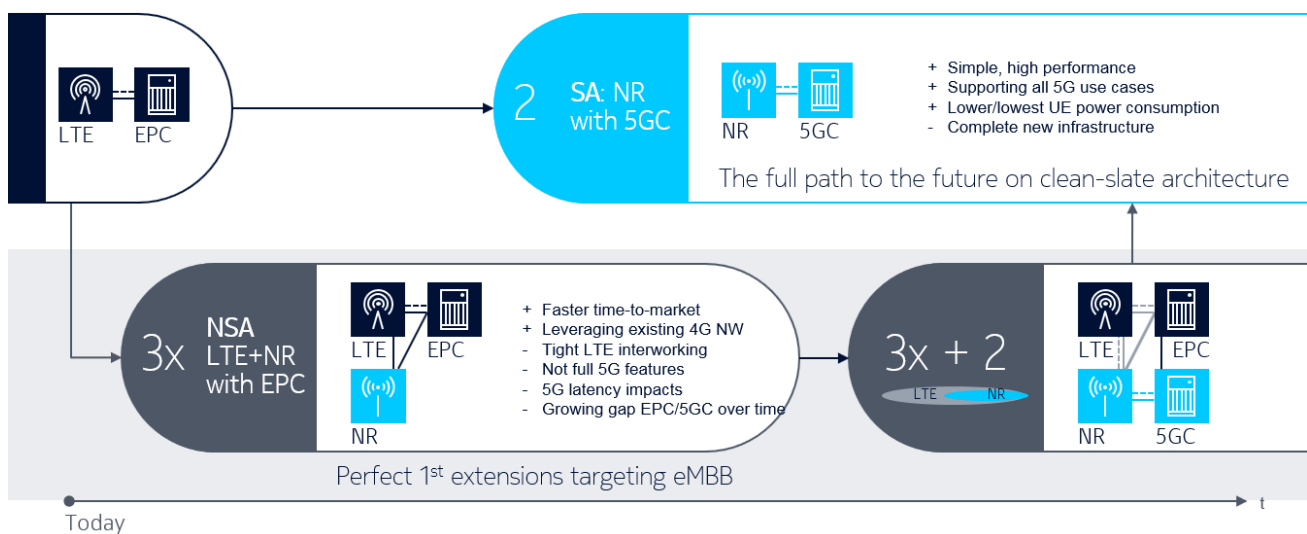 LTE
EPC
2
SA: NR
with 5GC
NR
5GC
+ Simple, high performance
+ Supporting all 5G use cases
+ Lower/lowest UE power consumption
- Complete new infrastructure
The full path to the future on clean-slate architecture
3x
NSA
LTE+NR
with EPC
LTE
EPC
NR
+ Faster time-to-market
+ Leveraging existing 4G NW
- Tight LTE interworking
- Not full 5G features
- 5G latency impacts
- Growing gap EPC/5GC over time
3x + 2
LTE
NR
LTE
EPC
NR
5GC
Perfect 1st extensions targeting eMBB
t
Today